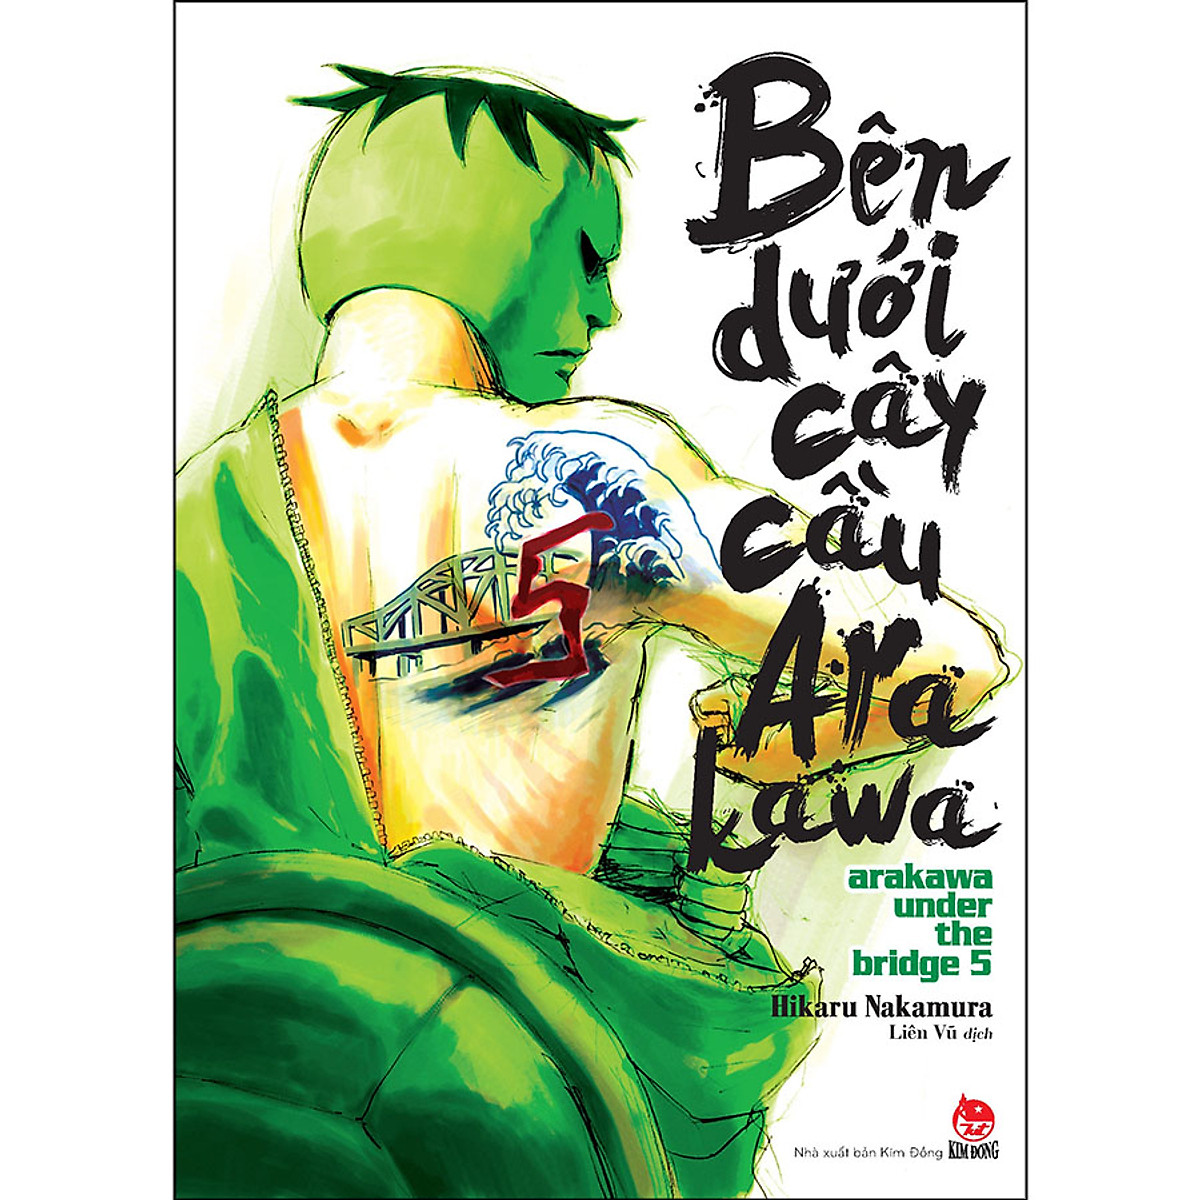 Bên
dưới
cây
cầu
Ara
kawa
5
arakawa
under
the
bridge 5
Hikaru Nakamura
Liên Vũ dịch
Nhà xuất bản Kim Đồng
KIM ĐỒNG